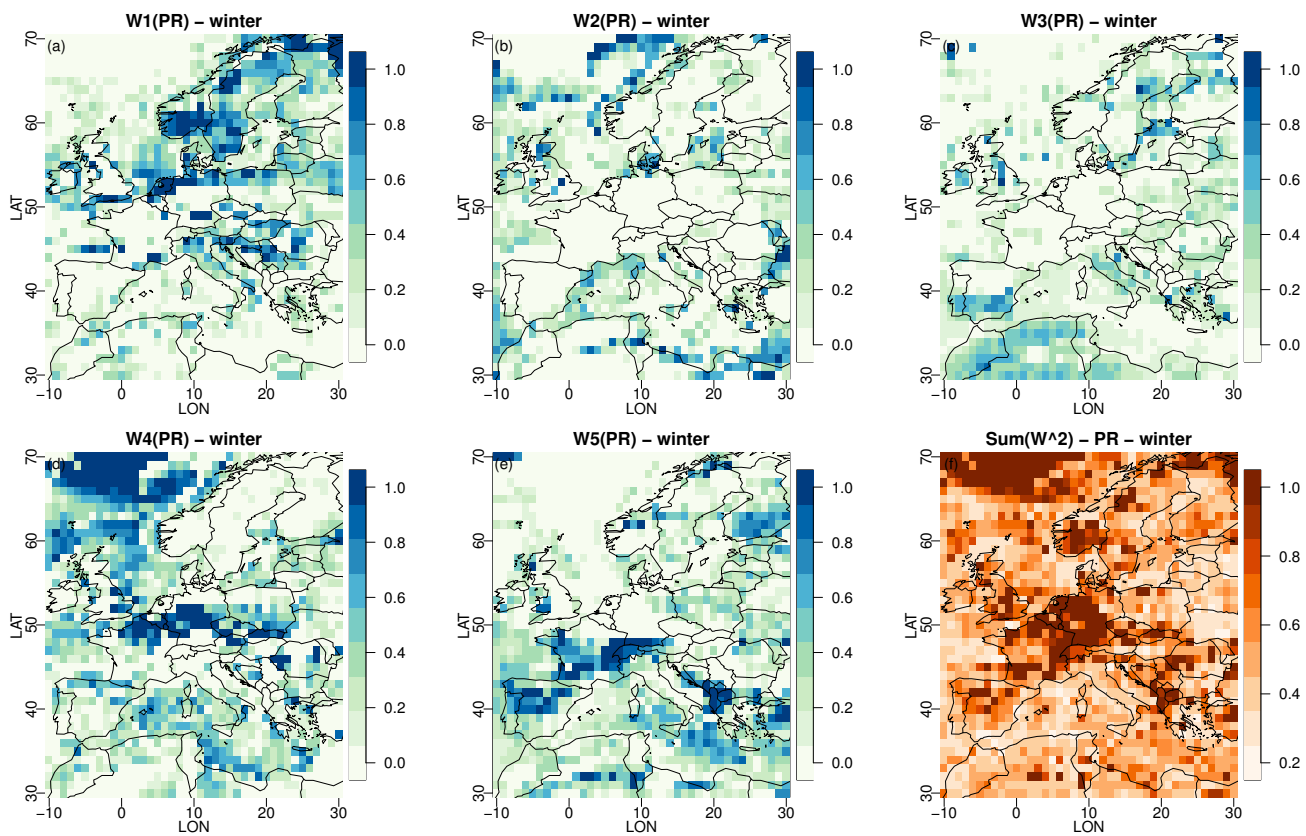 W1(PR) − winter
(a)
70
60
50
40
30
LAT
−10 0 10 20 30
LON
1.0
0.8
0.6
0.4
0.2
0.0
W2(PR) − winter
(b)
70
60
50
40
30
LAT
−10 0 10 20 30
LON
1.0
0.8
0.6
0.4
0.2
0.0
W3(PR) − winter
70
60
50
40
30
LAT
−10 0 10 20 30
LON
1.0
0.8
0.6
0.4
0.2
0.0
W4(PR) − winter
(d)
70
60
50
40
30
LAT
−10 0 10 20 30
LON
1.0
0.8
0.6
0.4
0.2
0.0
W5(PR) − winter
(e)
70
60
50
40
30
LAT
−10 0 10 20 30
LON
1.0
0.8
0.6
0.4
0.2
0.0
Sum(W^2) − PR − winter
(f)
70
60
50
40
30
LAT
−10 0 10 20 30
LON
1.0
0.8
0.6
0.4
0.2